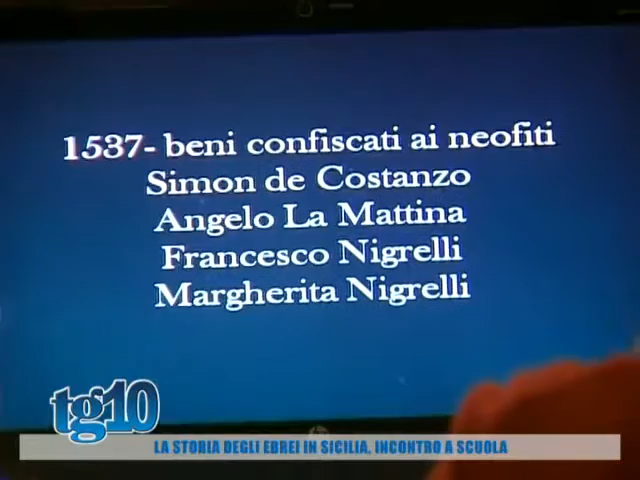 1537- beni confiscati ai neofiti
Simon de Costanzo
Angelo La Mattina
Francesco Nigrelli
Margherita Nigrelli
tg10
LA STORIA DEGLI EBREI IN SICILIA, INCONTRO A SCUOLA